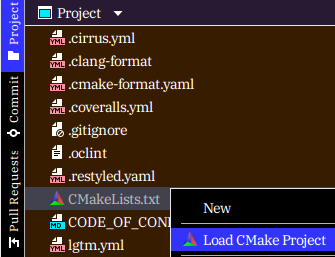 Project
Project
Commit
Pull Requests
.cirrus.yml
.clang-format
.cmake-format.yaml
.coveralls.yml
.gitignore
.oclint
.restyled.yaml
CMakeLists.txt
CODE_OF_CON
lgtm.yml
New
Load CMake Project